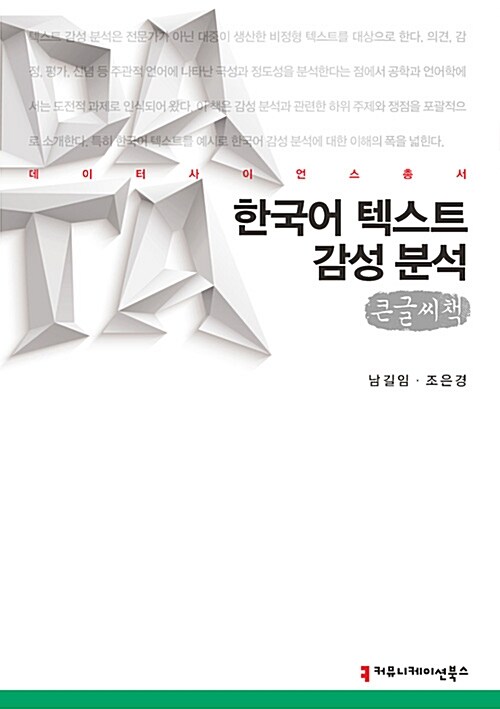 텍스트 감성 분석은 전문가가 아닌 대중이 생산한 비정형 텍스트를 대상으로 한다. 의견, 감
정, 평가, 신념 등 주관적 언어에 나타난 극성과 정도성을 분석한다는 점에서 공학과 언어학에
서는 도전적 과제로 인식되어 왔다. 이 책은 감성 분석과 관련한 하위 주제와 쟁점을 포괄적으
로 소개한다. 특히 한국어 텍스트를 예시로 한국어 감성 분석에 대한 이해의 폭을 넓힌다.
DA
TA
데이터사이언스총서
한국어 텍스트
감성 분석
큰글씨책
남길임 · 조은경
커뮤니케이션북스